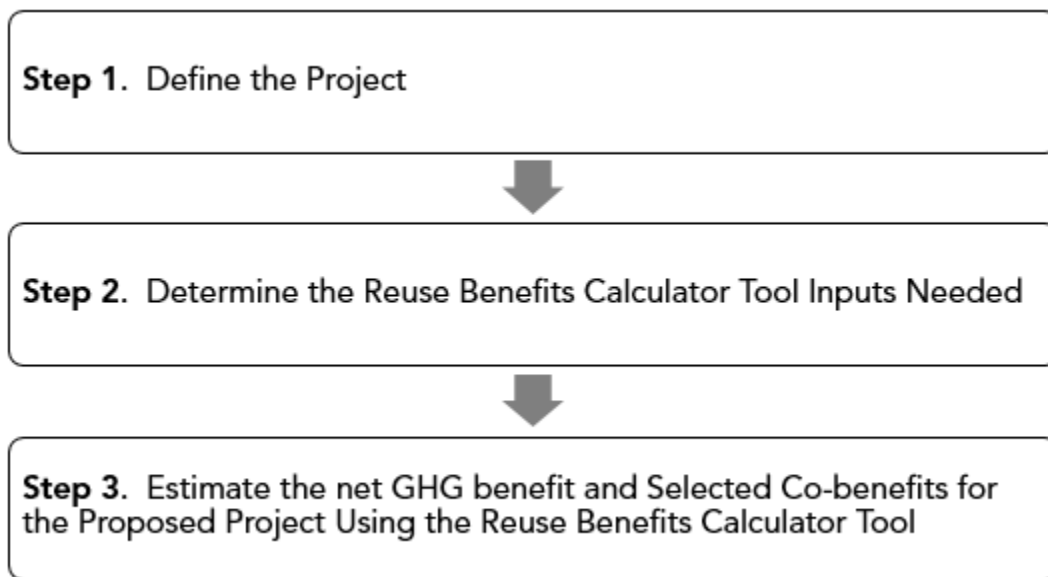 Step 1.  Define the Project
Step 2.  Determine the Reuse Benefits Calculator Tool Inputs Needed
Step 3.  Estimate the net GHG benefit and Selected Co-benefits for
the Proposed Project Using the Reuse Benefits Calculator Tool